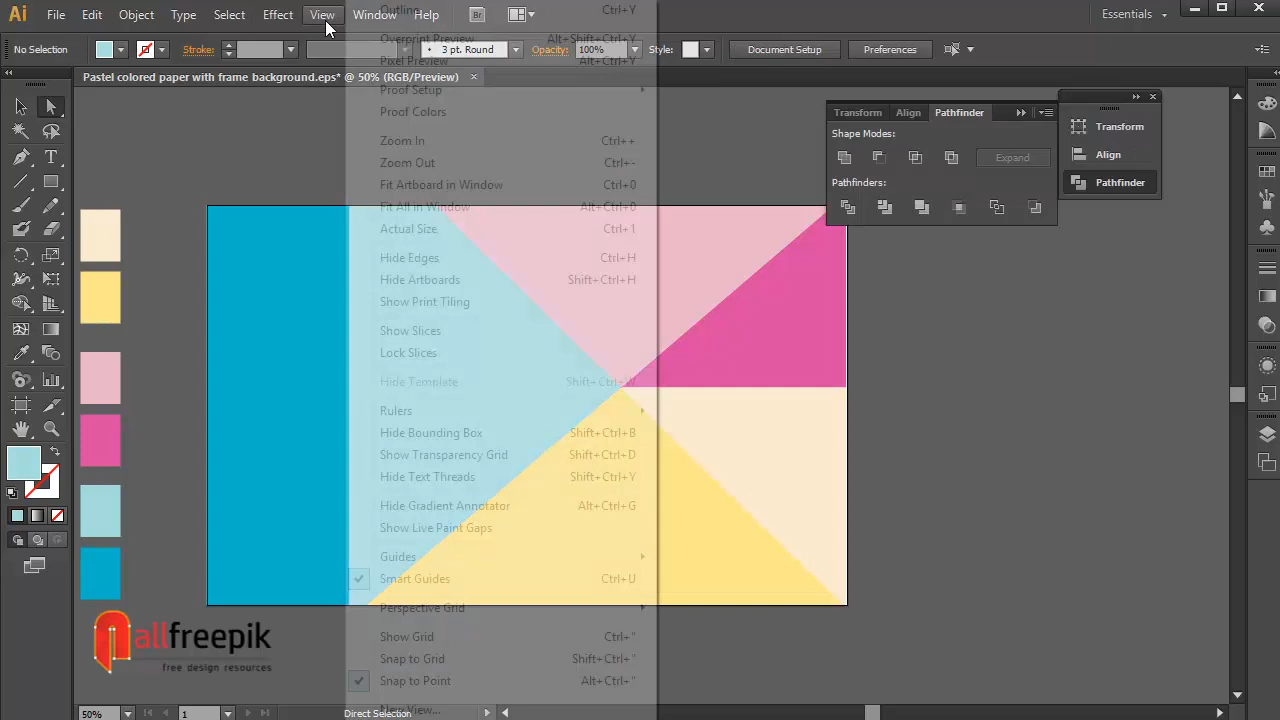 Ai File Edit Object Type Select Effect View Window Help Br Essentials
No Selection Stroke: 3 pt. Round Opacity: 100% Style: Document Setup Preferences
Pastel colored paper with frame background.eps* @ 50% (RGB/Preview)
Outline Ctrl+Y
Overprint Preview Alt+Shift+Ctrl+Y
Pixel Preview Alt+Ctrl+Y
Proof Setup
Proof Colors
Zoom In Ctrl++
Zoom Out Ctrl+-
Fit Artboard in Window Ctrl+0
Fit All in Window Alt+Ctrl+0
Actual Size Ctrl+1
Hide Edges Ctrl+H
Hide Artboards Shift+Ctrl+H
Show Print Tiling
Show Slices
Lock Slices
Hide Template Shift+Ctrl+W
Rulers
Hide Bounding Box Shift+Ctrl+B
Show Transparency Grid Shift+Ctrl+D
Hide Text Threads Shift+Ctrl+Y
Hide Gradient Annotator Alt+Ctrl+G
Show Live Paint Gaps
Guides
Smart Guides Ctrl+U
Perspective Grid
Show Grid Ctrl+"
Snap to Grid Shift+Ctrl+"
Snap to Point Alt+Ctrl+"
New View...
Transform Align Pathfinder
Shape Modes:
Expand
Pathfinders:
Transform
Align
Pathfinder
allfreepik
free design resources
50% 1 Direct Selection